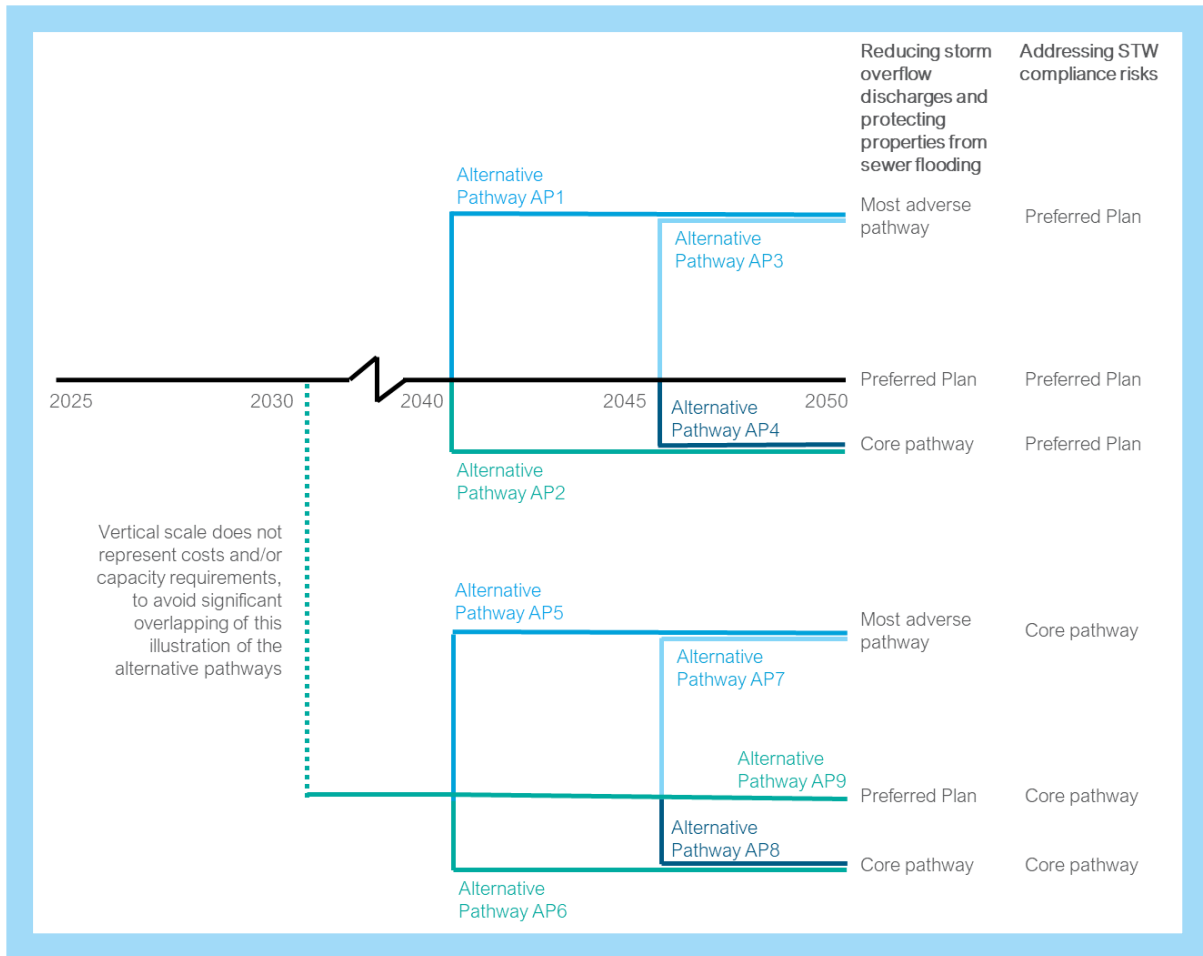 Reducing storm
overflow
discharges and
protecting
properties from
sewer flooding
Addressing STW
compliance risks
Alternative
Pathway AP1
Most adverse
pathway
Preferred Plan
Alternative
Pathway AP3
2025
2030
2040
2045
2050
Preferred Plan
Preferred Plan
Alternative
Pathway AP4
Core pathway
Preferred Plan
Alternative
Pathway AP2
Vertical scale does not
represent costs and/or
capacity requirements,
to avoid significant
overlapping of this
illustration of the
alternative pathways
Alternative
Pathway AP5
Most adverse
pathway
Core pathway
Alternative
Pathway AP7
Alternative
Pathway AP9
Preferred Plan
Core pathway
Alternative
Pathway AP8
Core pathway
Core pathway
Alternative
Pathway AP6